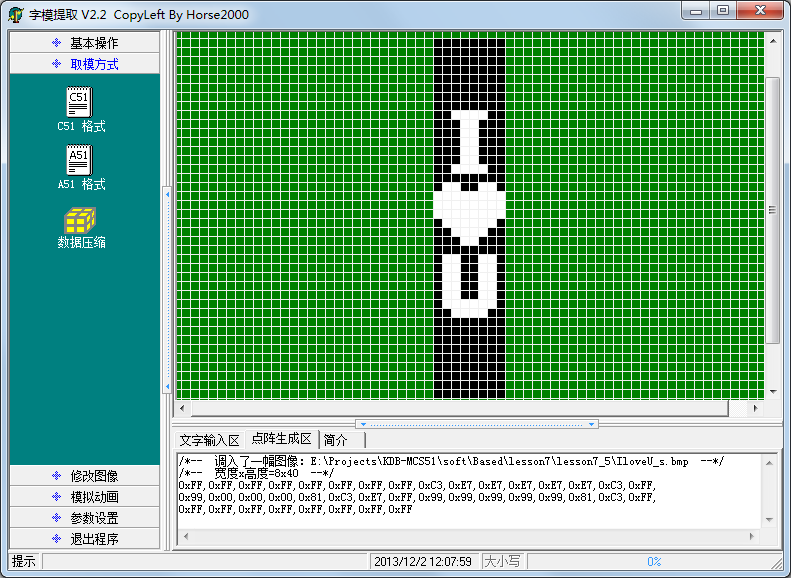 字模提取 V2.2 CopyLeft By Horse2000
基本操作
取模方式
C51
C51 格式
A51
A51 格式
数据压缩
修改图像
模拟动画
参数设置
退出程序
I
U
文字输入区
点阵生成区
简介
/*-- 调入了一幅图像：E:\Projects\KDB-MCS51\soft\Based\lesson7\lesson7_5\IloveU_s.bmp --*/
/*-- 宽度x高度=8x40 --*/
0xFF,0xFF,0xFF,0xFF,0xFF,0xFF,0xFF,0xFF,0xC3,0xE7,0xE7,0xE7,0xE7,0xE7,0xC3,0xFF,
0x99,0x00,0x00,0x00,0x81,0xC3,0xE7,0xFF,0x99,0x99,0x99,0x99,0x99,0x81,0xC3,0xFF,
0xFF,0xFF,0xFF,0xFF,0xFF,0xFF,0xFF,0xFF
提示
2013/12/2 12:07:59
大小写
0%